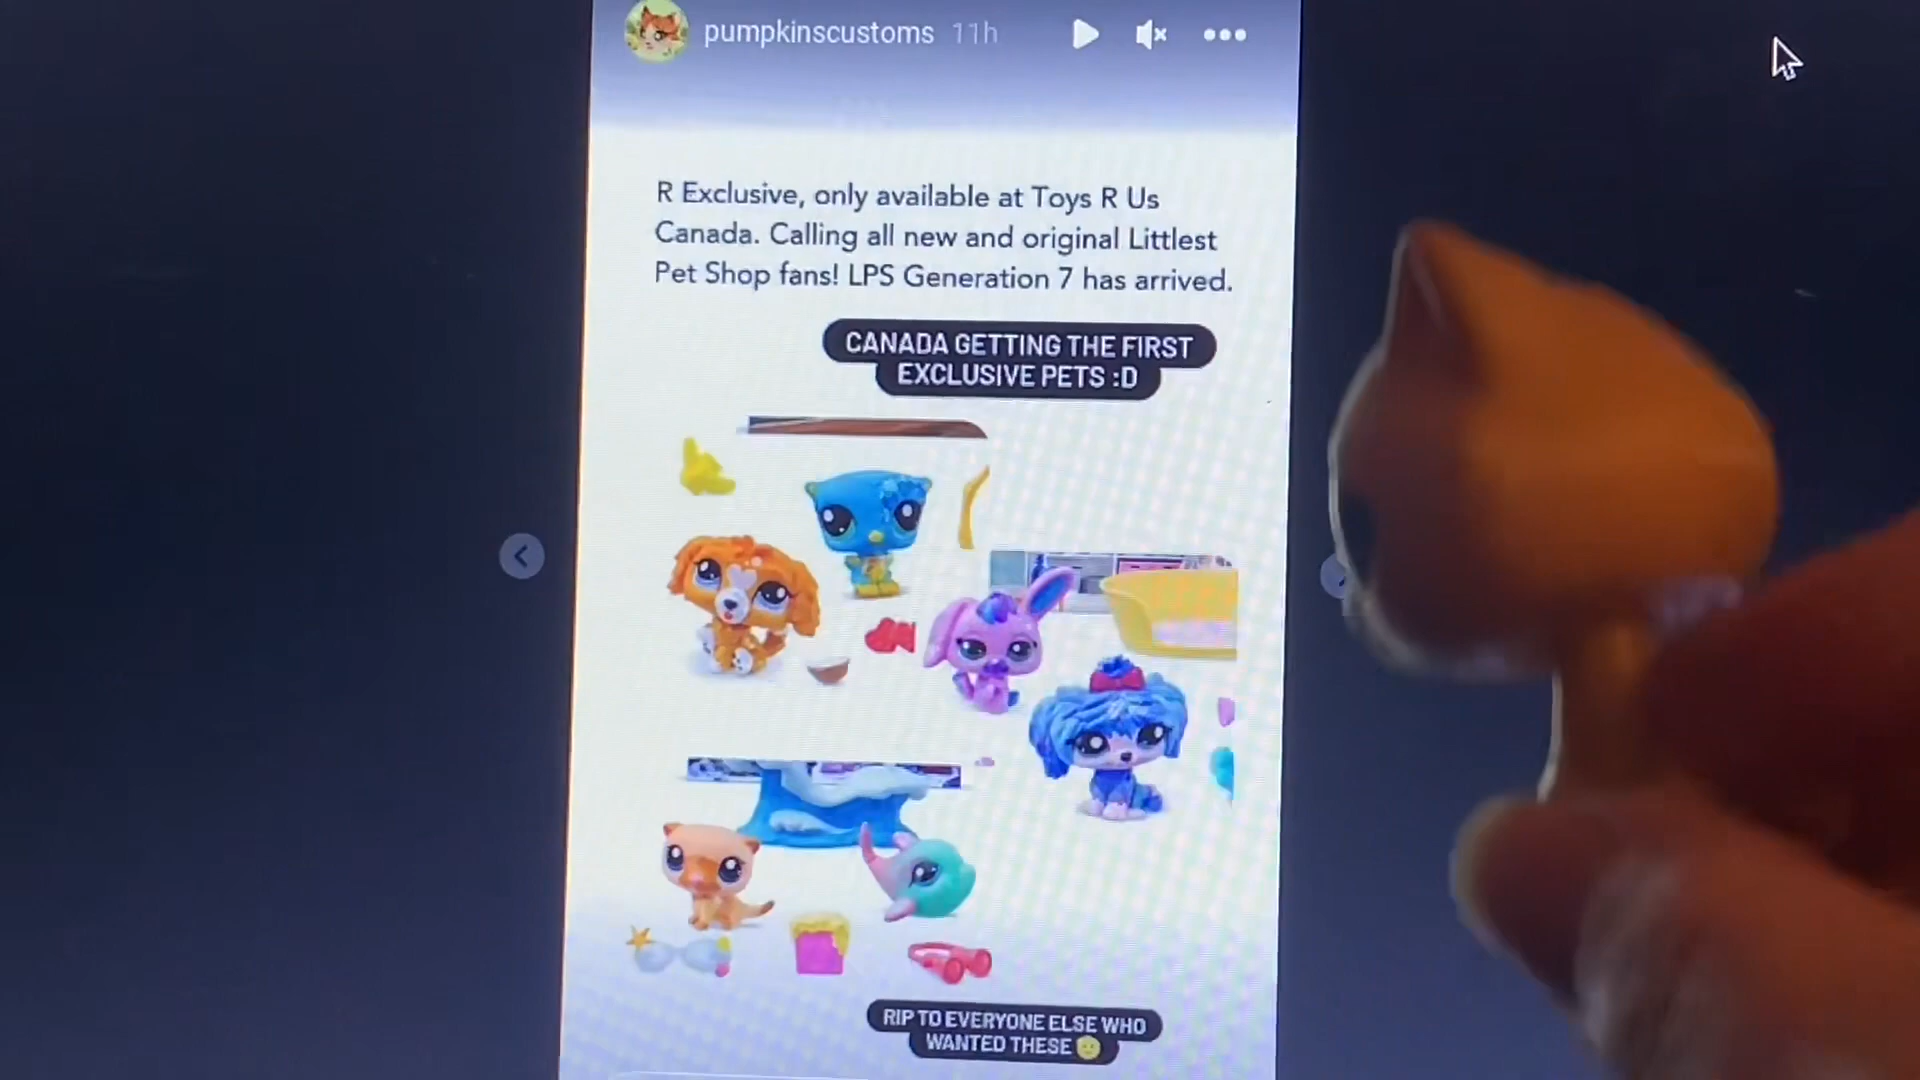 pumpkinscustoms 11h
R Exclusive, only available at Toys R Us
Canada. Calling all new and original Littlest
Pet Shop fans! LPS Generation 7 has arrived.
CANADA GETTING THE FIRST
EXCLUSIVE PETS :D
RIP TO EVERYONE ELSE WHO
WANTED THESE